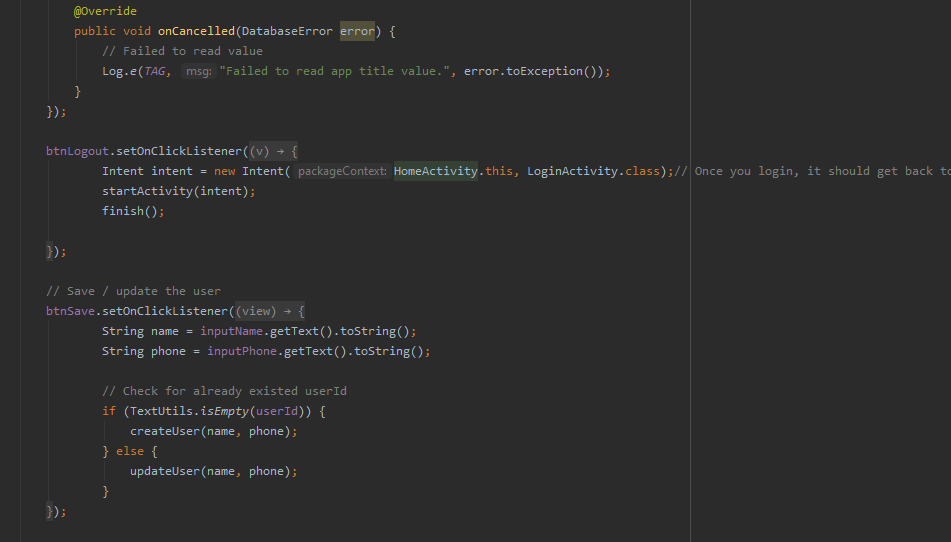 @Override
public void onCancelled(DatabaseError error) {
// Failed to read value
Log.e(TAG, msg: "Failed to read app title value.", error.toException());
}
});
btnLogout.setOnClickListener((v) → {
Intent intent = new Intent( packageContext: HomeActivity.this, LoginActivity.class);// Once you login, it should get back to
startActivity(intent);
finish();
});
// Save / update the user
btnSave.setOnClickListener((view) → {
String name = inputName.getText().toString();
String phone = inputPhone.getText().toString();
// Check for already existed userId
if (TextUtils.isEmpty(userId)) {
createUser(name, phone);
} else {
updateUser(name, phone);
}
});